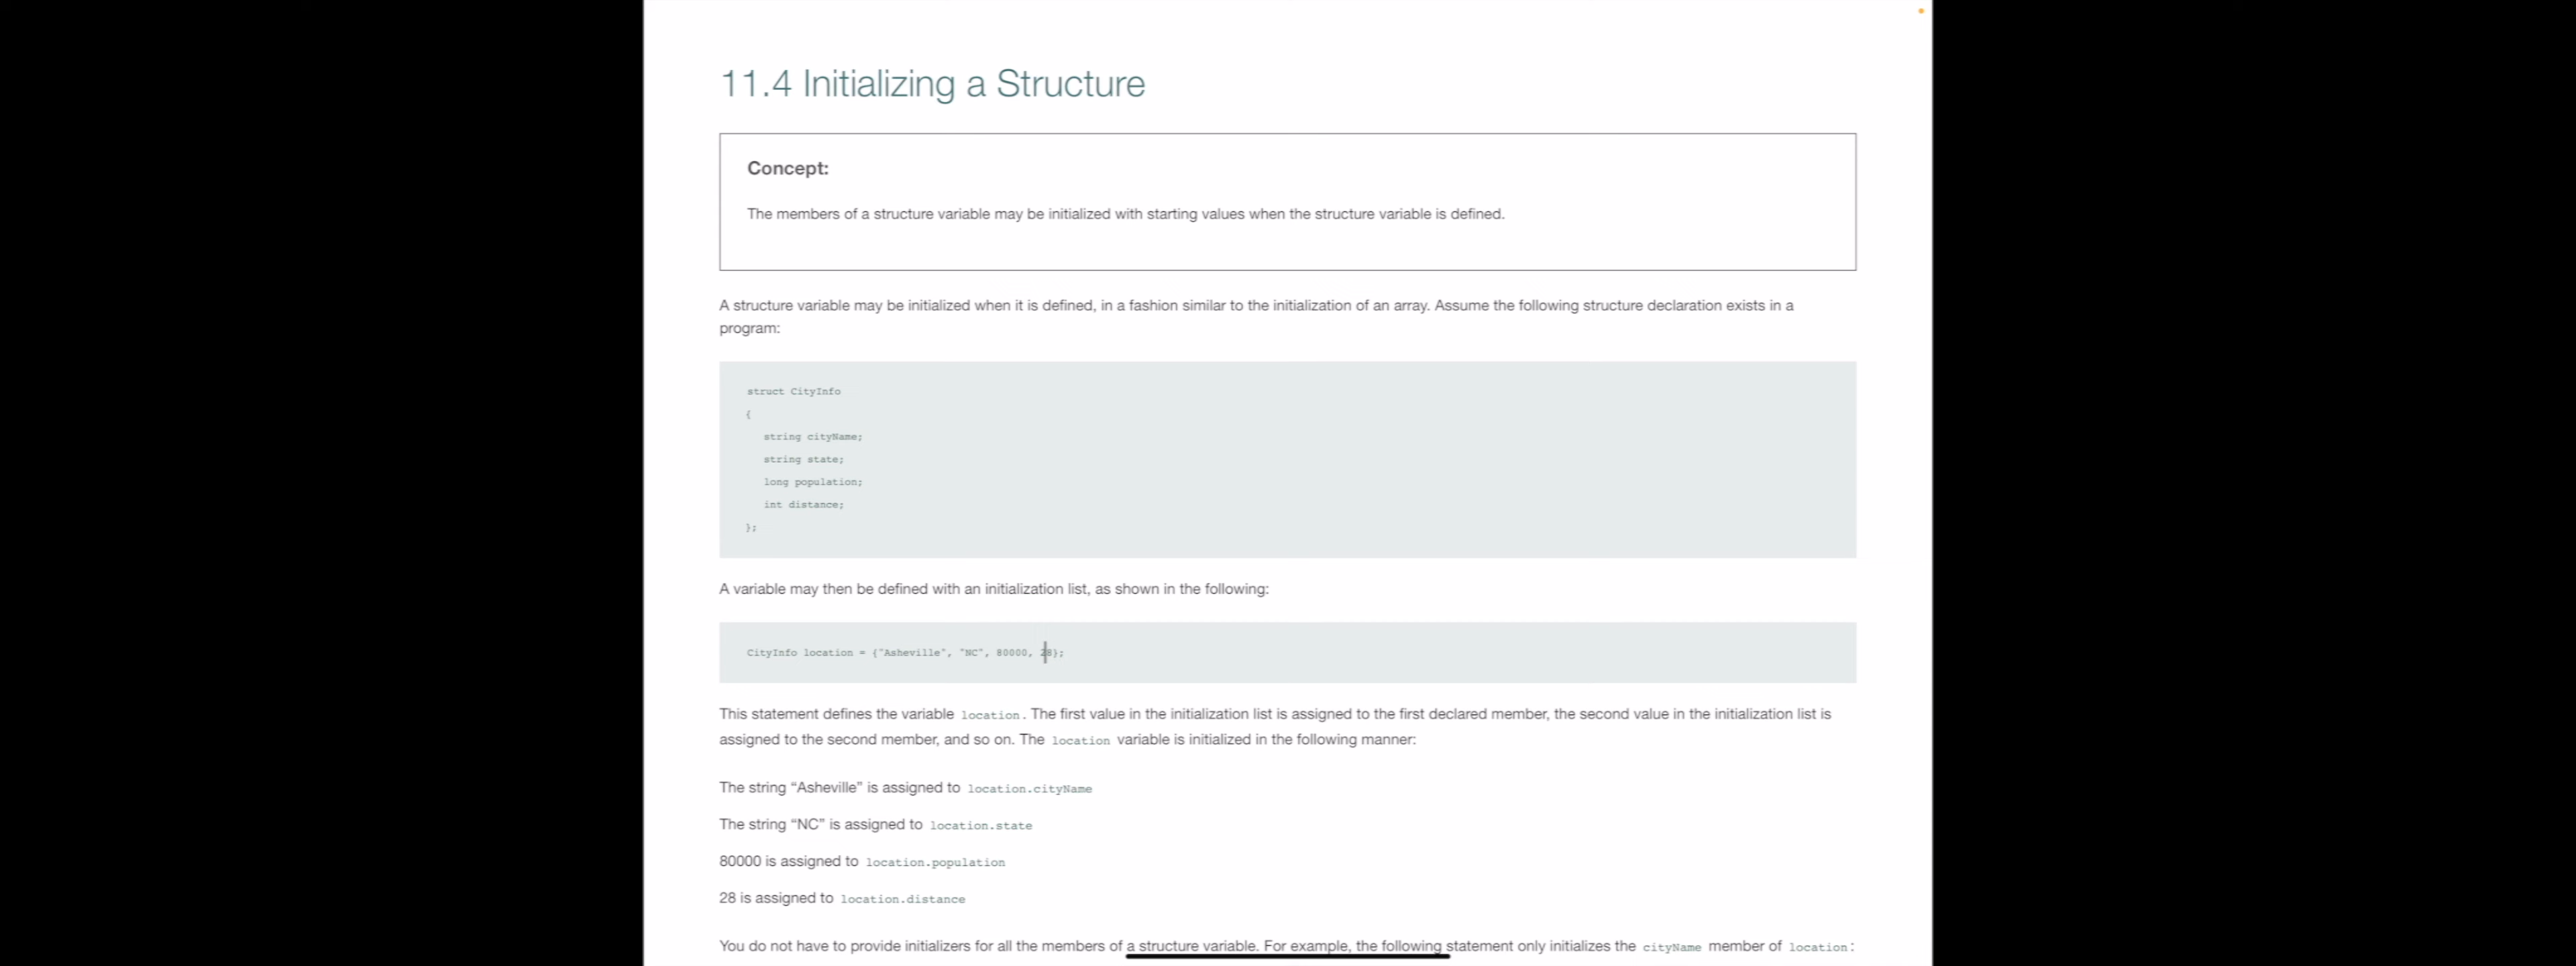 11.4 Initializing a Structure
Concept:
The members of a structure variable may be initialized with starting values when the structure variable is defined.
A structure variable may be initialized when it is defined, in a fashion similar to the initialization of an array. Assume the following structure declaration exists in a
program:
struct CityInfo
{
string cityName;
string state;
long population;
int distance;
};
A variable may then be defined with an initialization list, as shown in the following:
CityInfo location = {"Asheville", "NC", 80000, 28};
This statement defines the variable location. The first value in the initialization list is assigned to the first declared member, the second value in the initialization list is
assigned to the second member, and so on. The location variable is initialized in the following manner:
The string “Asheville” is assigned to location.cityName
The string “NC” is assigned to location.state
80000 is assigned to location.population
28 is assigned to location.distance
You do not have to provide initializers for all the members of a structure variable. For example, the following statement only initializes the cityName member of location: